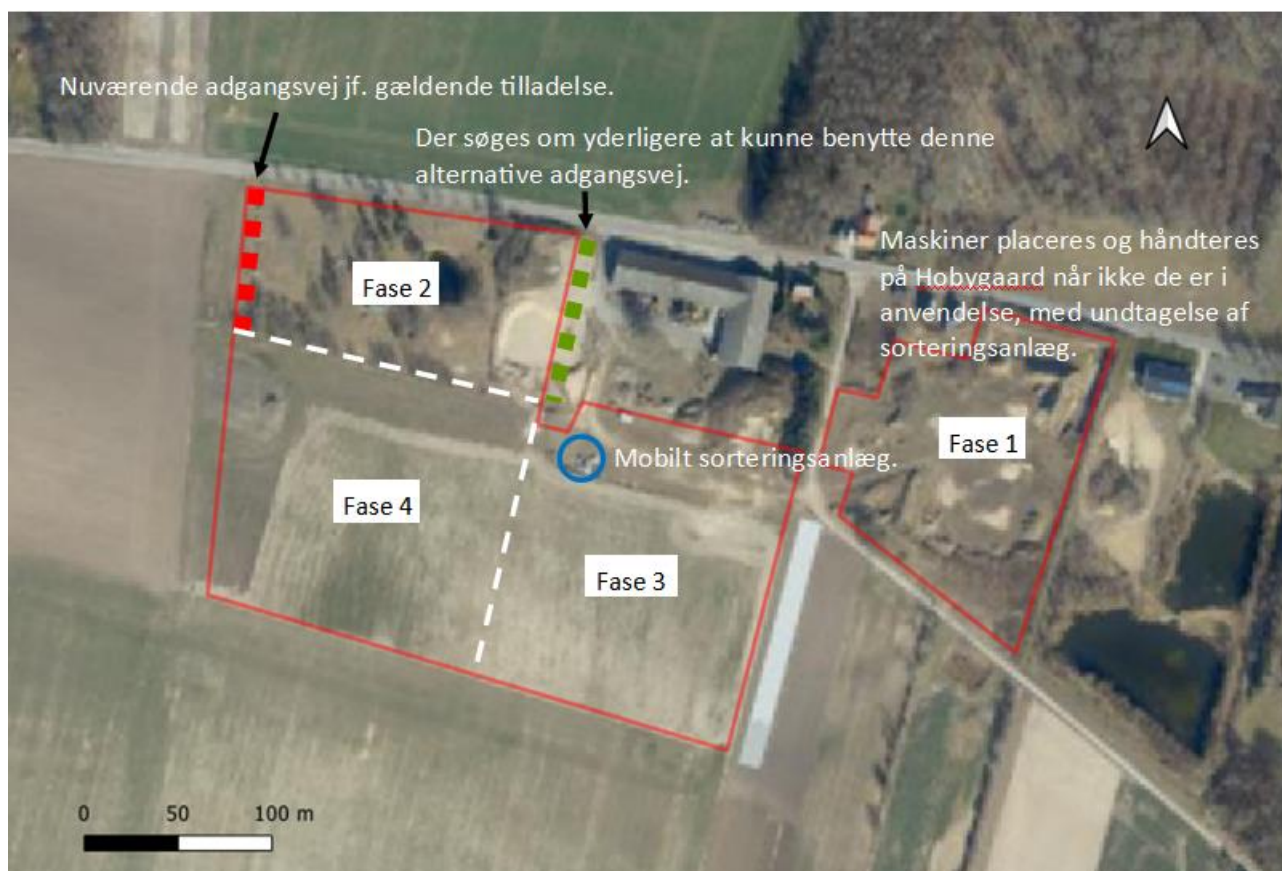 Nuværende adgangsvej jf. gældende tilladelse.
Der søges om yderligere at kunne benytte denne
alternative adgangsvej.
Maskiner placeres og håndteres
på Hobygaard når ikke de er i
anvendelse, med undtagelse af
sorteringsanlæg.
Fase 2
Fase 1
Mobilt sorteringsanlæg.
Fase 4
Fase 3
0 50 100 m